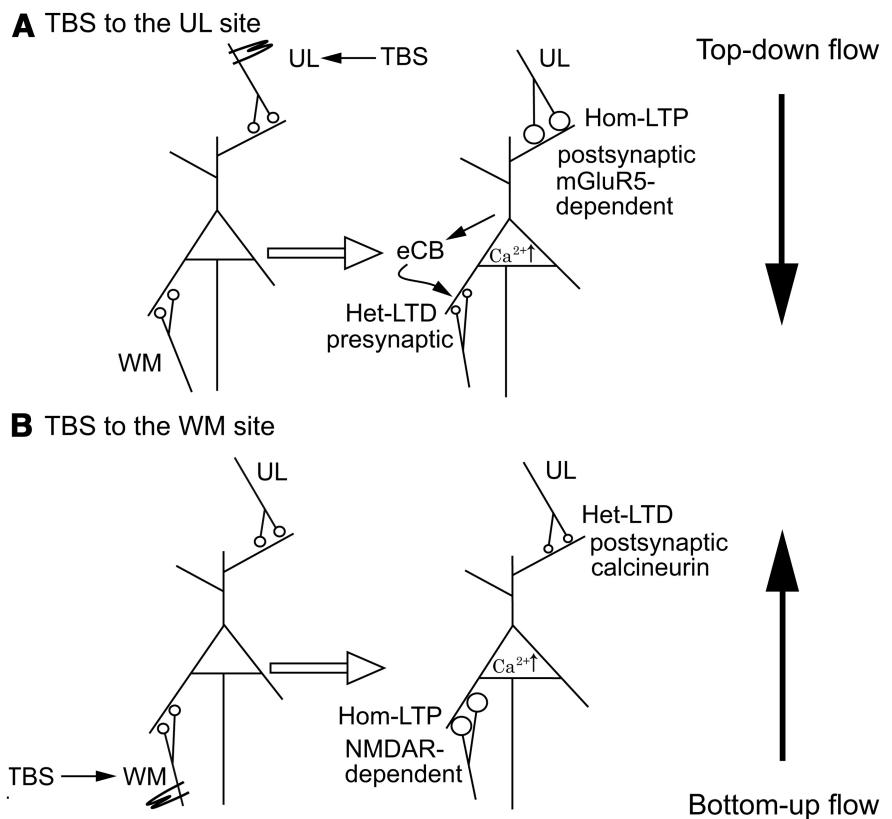 A TBS to the UL site
UL
TBS
WM
UL
Hom-LTP
postsynaptic
mGluR5-
dependent
eCB
Ca2+↑
Het-LTD
presynaptic
Top-down flow
B TBS to the WM site
UL
TBS
WM
UL
Het-LTD
postsynaptic
calcineurin
Ca2+↑
Hom-LTP
NMDAR-
dependent
Bottom-up flow